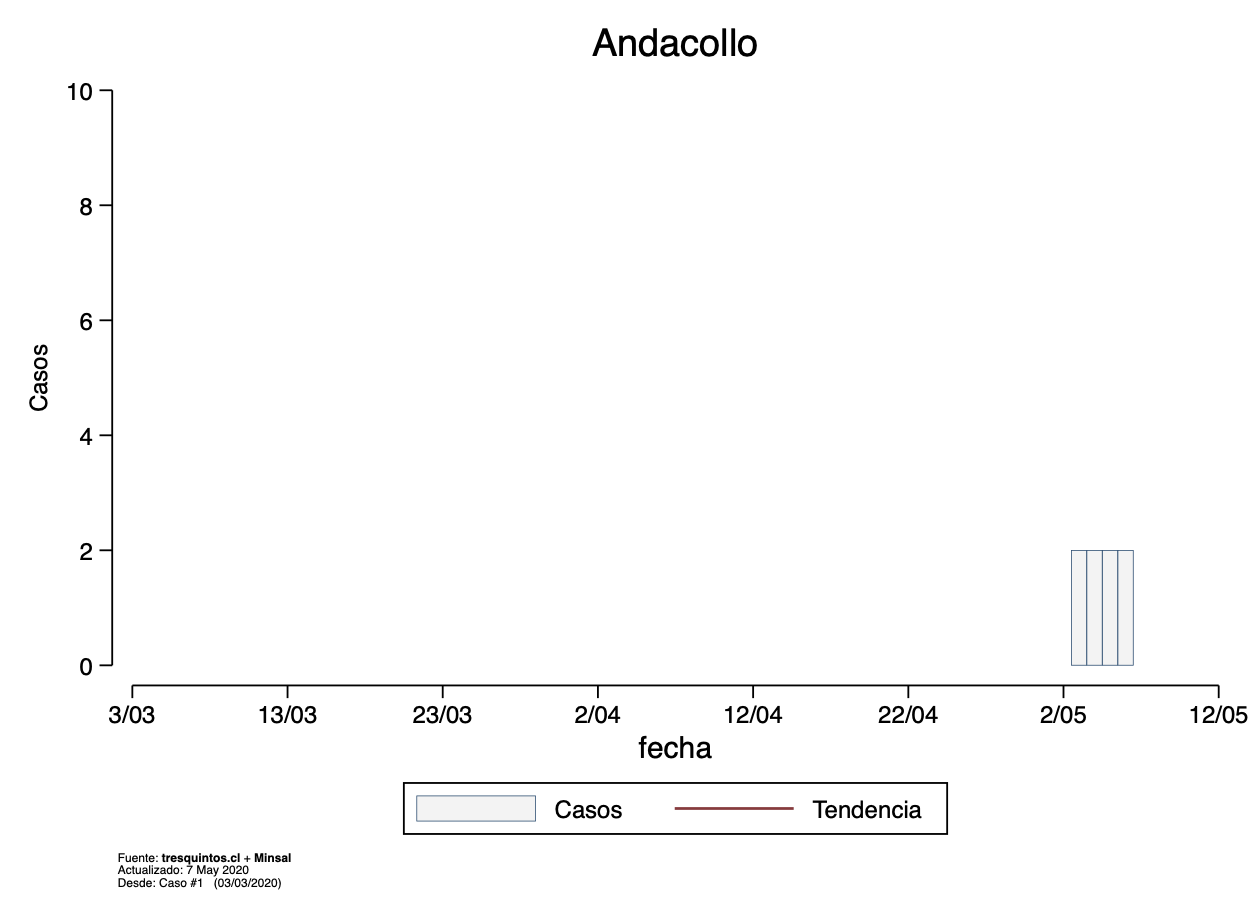 Andacollo
10
8
6
4
2
0
Casos
3/03 13/03 23/03 2/04 12/04 22/04 2/05 12/05
fecha
Casos Tendencia
Fuente: tresquintos.cl + Minsal
Actualizado: 7 May 2020
Desde: Caso #1 (03/03/2020)